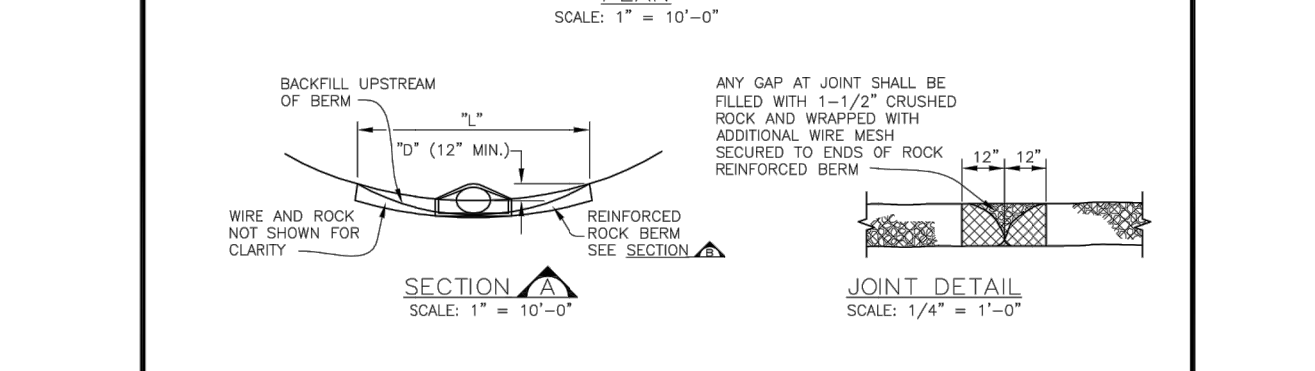 SCALE: 1" = 10'-0"
BACKFILL UPSTREAM
OF BERM
"L"
"D" (12" MIN.)
WIRE AND ROCK
NOT SHOWN FOR
CLARITY
REINFORCED
ROCK BERM
SEE SECTION B
SECTION A
SCALE: 1" = 10'-0"
ANY GAP AT JOINT SHALL BE
FILLED WITH 1-1/2" CRUSHED
ROCK AND WRAPPED WITH
ADDITIONAL WIRE MESH
SECURED TO ENDS OF ROCK
REINFORCED BERM
12" 12"
JOINT DETAIL
SCALE: 1/4" = 1'-0"